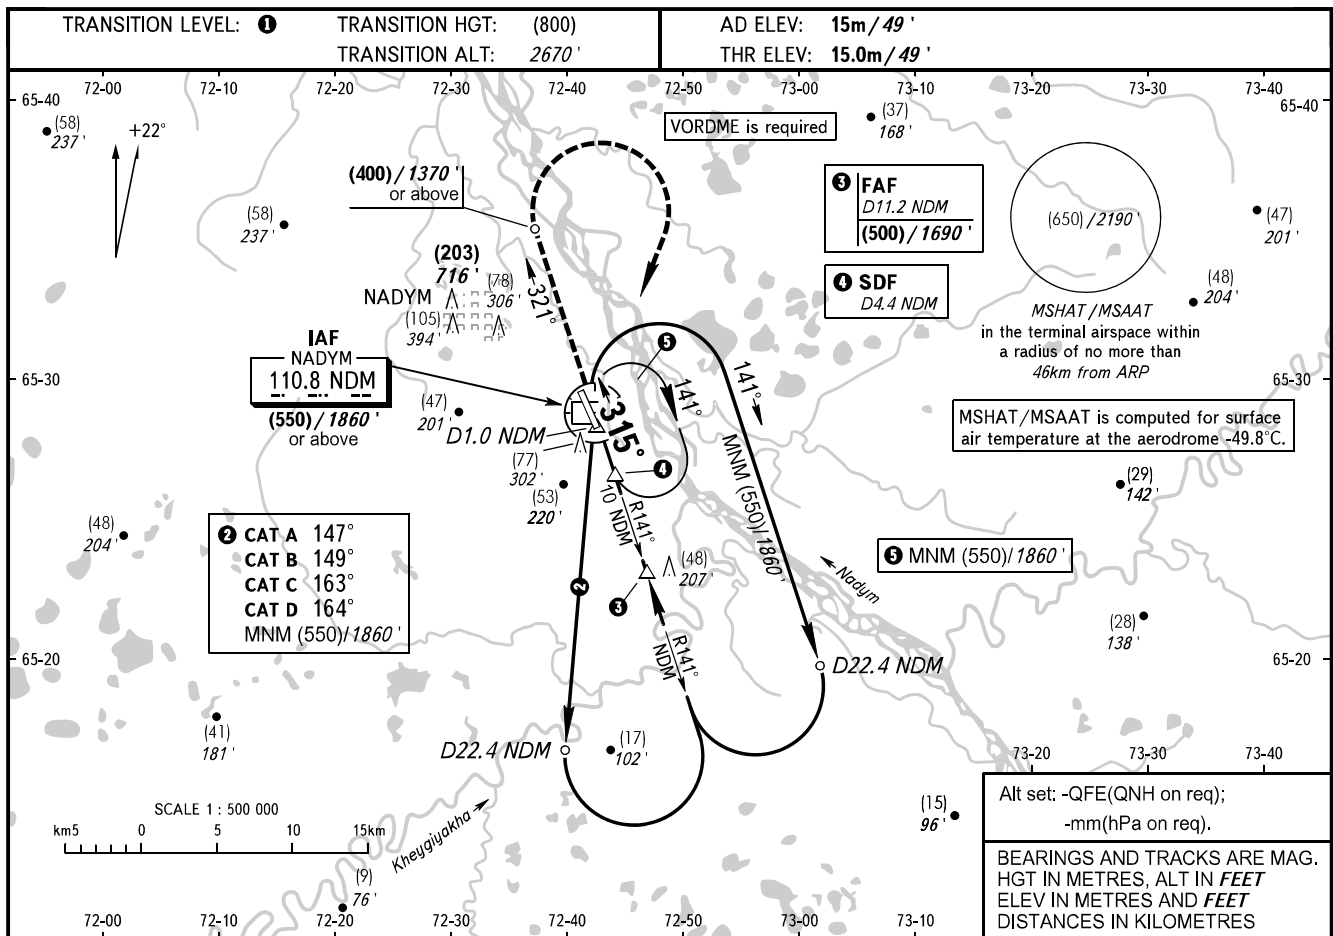 TRANSITION LEVEL: 1 TRANSITION HGT: (800)
TRANSITION ALT: 2670 '
AD ELEV: 15m/49 '
THR ELEV: 15.0m/49 '
72-00 72-10 72-20 72-30 72-40 72-50 73-00 73-10 73-20 73-30 73-40
65-40 65-40
(58)
237 '
+22°
VORDME is required
(37)
168 '
(400)/1370 '
or above
3 FAF
D11.2 NDM
(500)/1690 '
(650)/2190 '
(47)
201 '
(58)
237 '
(203)
716 '
(78)
306 '
NADYM
(105)
394 '
321°
4 SDF
D4.4 NDM
(48)
204 '
MSHAT/MSAAT
in the terminal airspace within
a radius of no more than
46km from ARP
IAF
NADYM
110.8 NDM
(550)/1860 '
or above
5
141°
141°
65-30 65-30
(47)
201 '
D1.0 NDM
315°
MSHAT/MSAAT is computed for surface
air temperature at the aerodrome -49.8°C.
(77)
302 '
4
MNM (550)/1860 '
(53)
220 '
R141°
10 NDM
(29)
142 '
(48)
204 '
2 CAT A 147°
CAT B 149°
CAT C 163°
CAT D 164°
MNM (550)/1860 '
(48)
207 '
5 MNM (550)/1860 '
Nadym
2
3
(28)
138 '
R141°
NDM
65-20 65-20
D22.4 NDM
(41)
181 '
D22.4 NDM
(17)
102 '
73-20 73-30 73-40
SCALE 1 : 500 000
km5 0 5 10 15km
Kheygiyakha
(15)
96 '
Alt set: -QFE(QNH on req);
-mm(hPa on req).
(9)
76 '
BEARINGS AND TRACKS ARE MAG.
HGT IN METRES, ALT IN FEET
ELEV IN METRES AND FEET
DISTANCES IN KILOMETRES
72-00 72-10 72-20 72-30 72-40 72-50 73-00 73-10